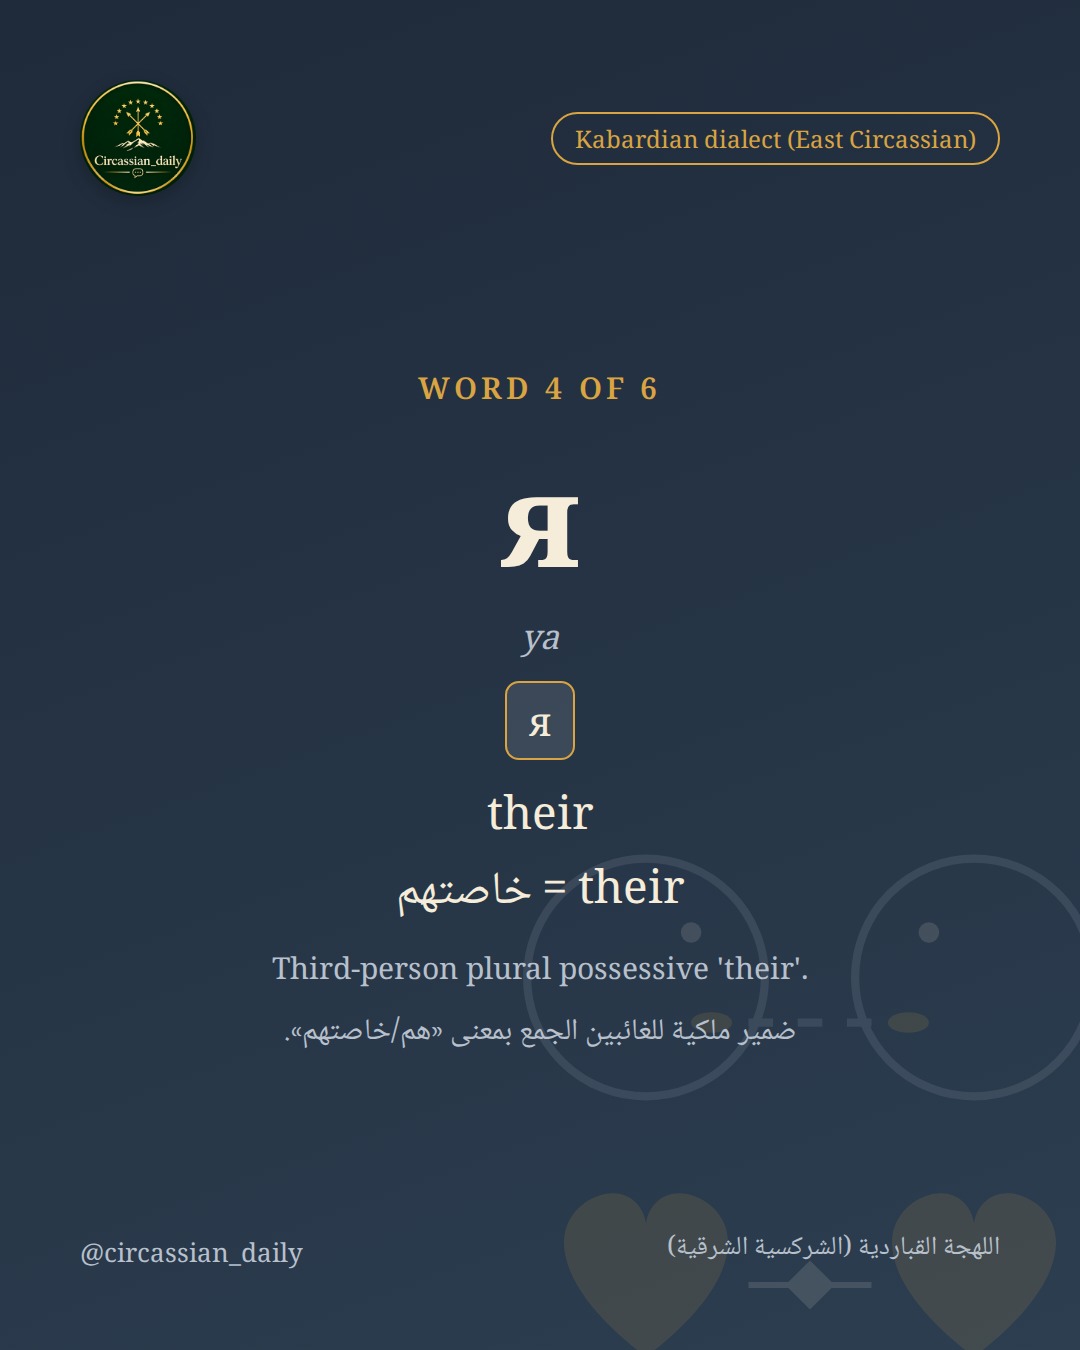 Circassian_daily
Kabardian dialect (East Circassian)
WORD 4 OF 6
я
ya
я
their
خاصتهم = their
Third-person plural possessive 'their'.
ضمير ملكية للغائبين الجمع بمعنى «هم/خاصتهم».
@circassian_daily
اللهجة القباردية (الشركسية الشرقية)